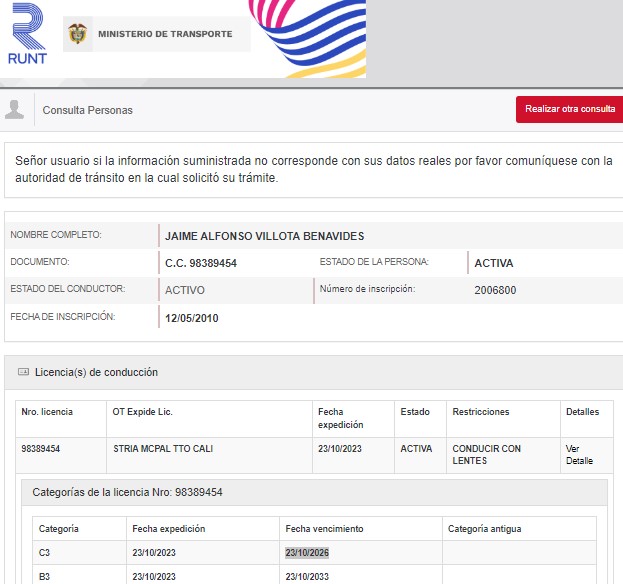 RUNT
MINISTERIO DE TRANSPORTE
Consulta Personas
Realizar otra consulta
Señor usuario si la información suministrada no corresponde con sus datos reales por favor comuníquese con la
autoridad de tránsito en la cual solicitó su trámite.
NOMBRE COMPLETO: JAIME ALFONSO VILLOTA BENAVIDES
DOCUMENTO: C.C. 98389454 ESTADO DE LA PERSONA: ACTIVA
ESTADO DEL CONDUCTOR: ACTIVO Número de inscripción: 2006800
FECHA DE INSCRIPCIÓN: 12/05/2010
Licencia(s) de conducción
Nro. licencia OT Expide Lic. Fecha expedición Estado Restricciones Detalles
98389454 STRIA MCPAL TTO CALI 23/10/2023 ACTIVA CONDUCIR CON LENTES Ver Detalle
Categorías de la licencia Nro: 98389454
Categoría Fecha expedición Fecha vencimiento Categoría antigua
C3 23/10/2023 23/10/2026
B3 23/10/2023 23/10/2033